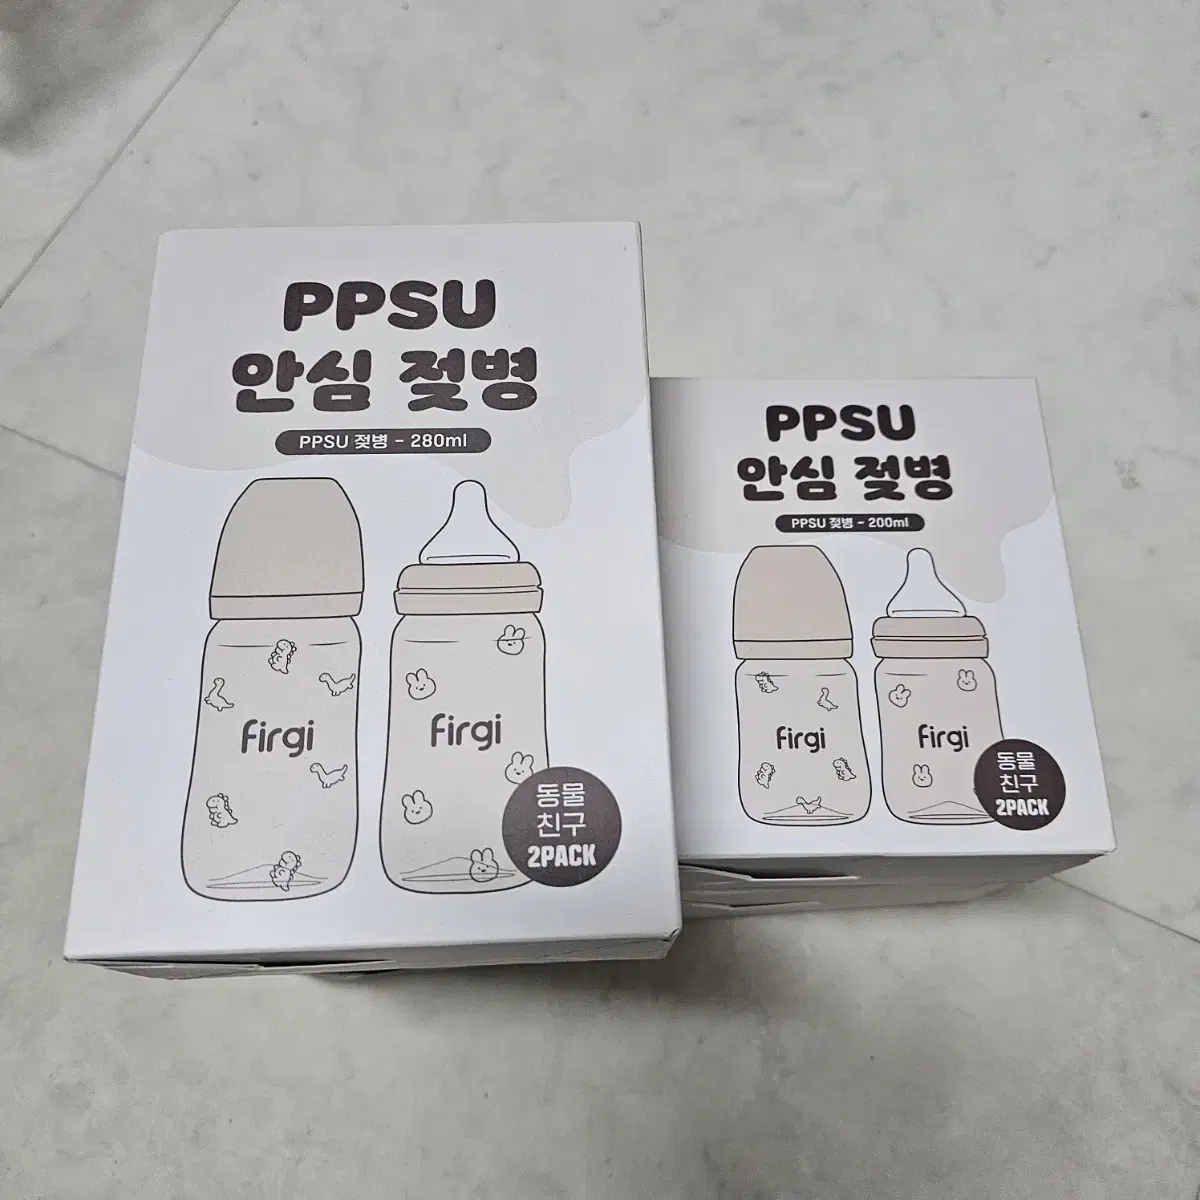 PPSU
안심 젖병
PPSU 젖병 - 280ml
firgi
firgi
동물
친구
2PACK
PPSU
안심 젖병
PPSU 젖병 - 200ml
firgi
firgi
동물
친구
2PACK